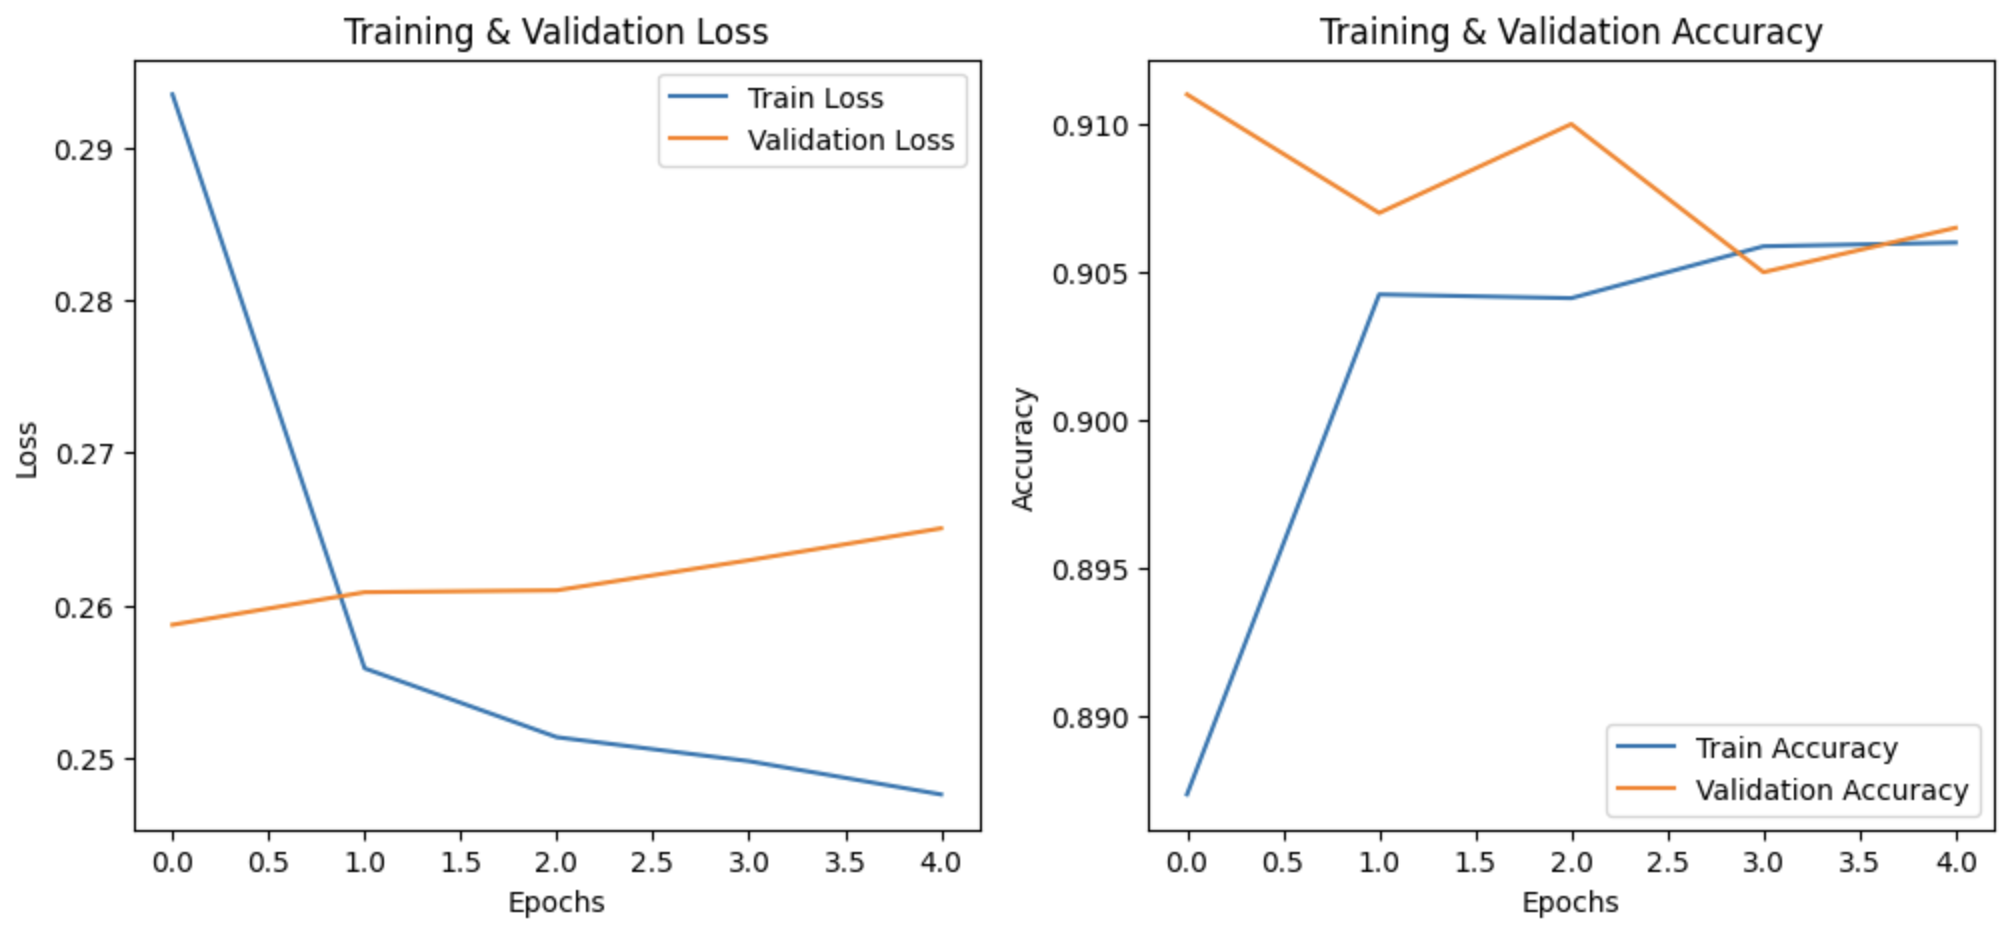 Training & Validation Loss
Train Loss
Validation Loss
0.29
0.28
0.27
0.26
0.25
Loss
0.0 0.5 1.0 1.5 2.0 2.5 3.0 3.5 4.0
Epochs
Training & Validation Accuracy
0.910
0.905
0.900
0.895
0.890
Accuracy
Train Accuracy
Validation Accuracy
0.0 0.5 1.0 1.5 2.0 2.5 3.0 3.5 4.0
Epochs